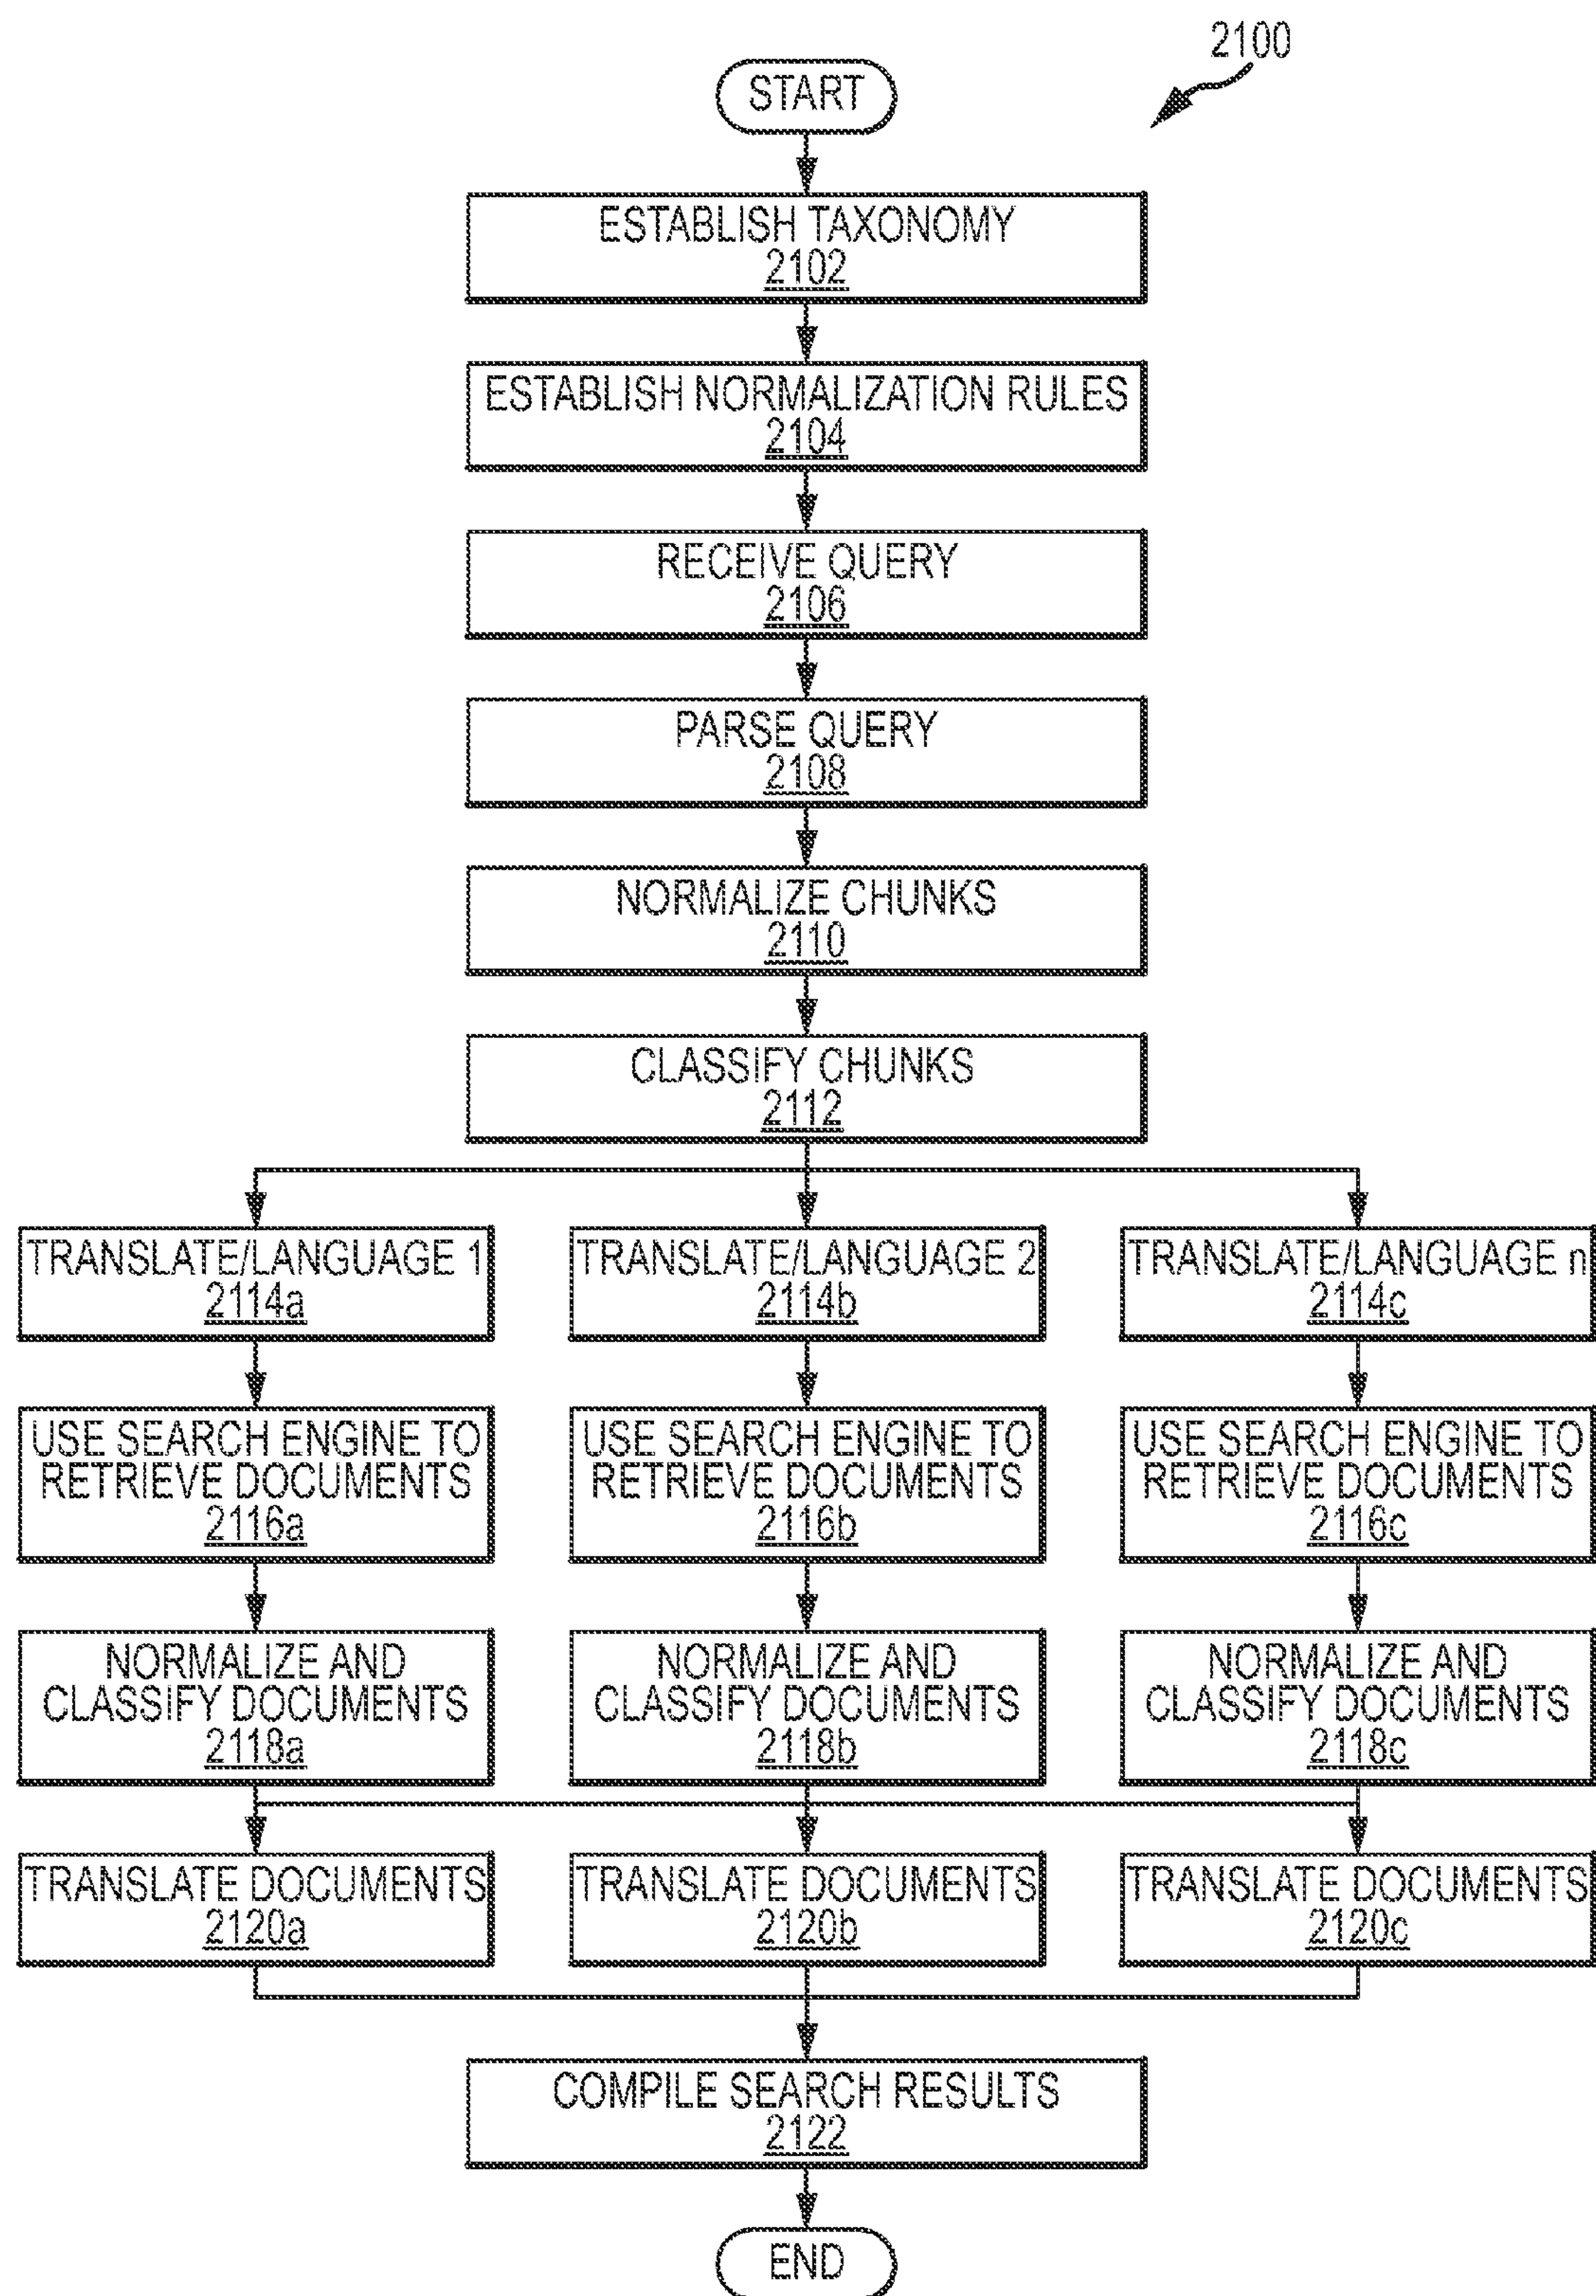 2100
START
ESTABLISH TAXONOMY
2102
ESTABLISH NORMALIZATION RULES
2104
RECEIVE QUERY
2106
PARSE QUERY
2108
NORMALIZE CHUNKS
2110
CLASSIFY CHUNKS
2112
TRANSLATE/LANGUAGE 1
2114a
TRANSLATE/LANGUAGE 2
2114b
TRANSLATE/LANGUAGE n
2114c
USE SEARCH ENGINE TO
RETRIEVE DOCUMENTS
2116a
USE SEARCH ENGINE TO
RETRIEVE DOCUMENTS
2116b
USE SEARCH ENGINE TO
RETRIEVE DOCUMENTS
2116c
NORMALIZE AND
CLASSIFY DOCUMENTS
2118a
NORMALIZE AND
CLASSIFY DOCUMENTS
2118b
NORMALIZE AND
CLASSIFY DOCUMENTS
2118c
TRANSLATE DOCUMENTS
2120a
TRANSLATE DOCUMENTS
2120b
TRANSLATE DOCUMENTS
2120c
COMPILE SEARCH RESULTS
2122
END